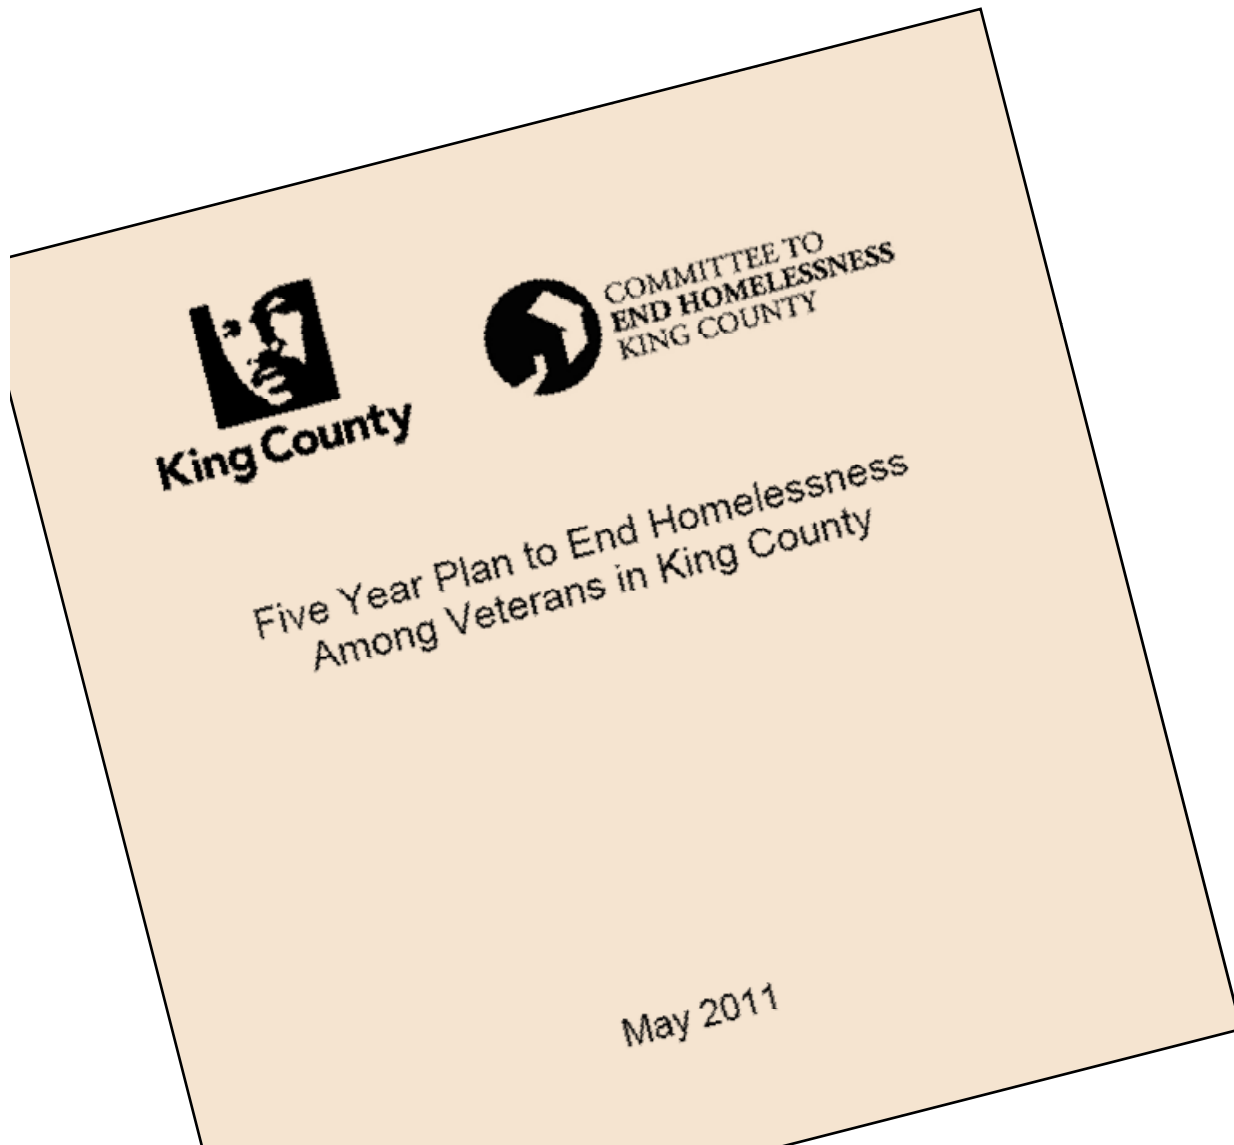 King County
COMMITTEE TO
END HOMELESSNESS
KING COUNTY
Five Year Plan to End Homelessness
Among Veterans in King County
May 2011